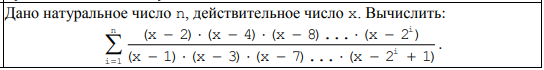 Дано натуральное число n, действительное число x. Вычислить:
n
∑ (x − 2) · (x − 4) · (x − 8) ... · (x − 2^i)
i=1 (x − 1) · (x − 3) · (x − 7) ... · (x − 2^i + 1) .